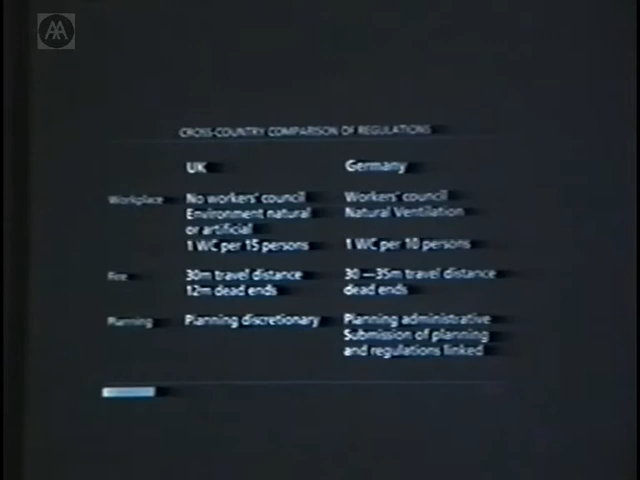 AA
CROSS-COUNTRY COMPARISON OF REGULATIONS
UK Germany
Workplace No workers' council Workers' council
Environment natural Natural Ventilation
or artificial
1 WC per 15 persons 1 WC per 10 persons
Fire 30m travel distance 30 —35m travel distance
12m dead ends dead ends
Planning Planning discretionary Planning administrative
Submission of planning
and regulations linked